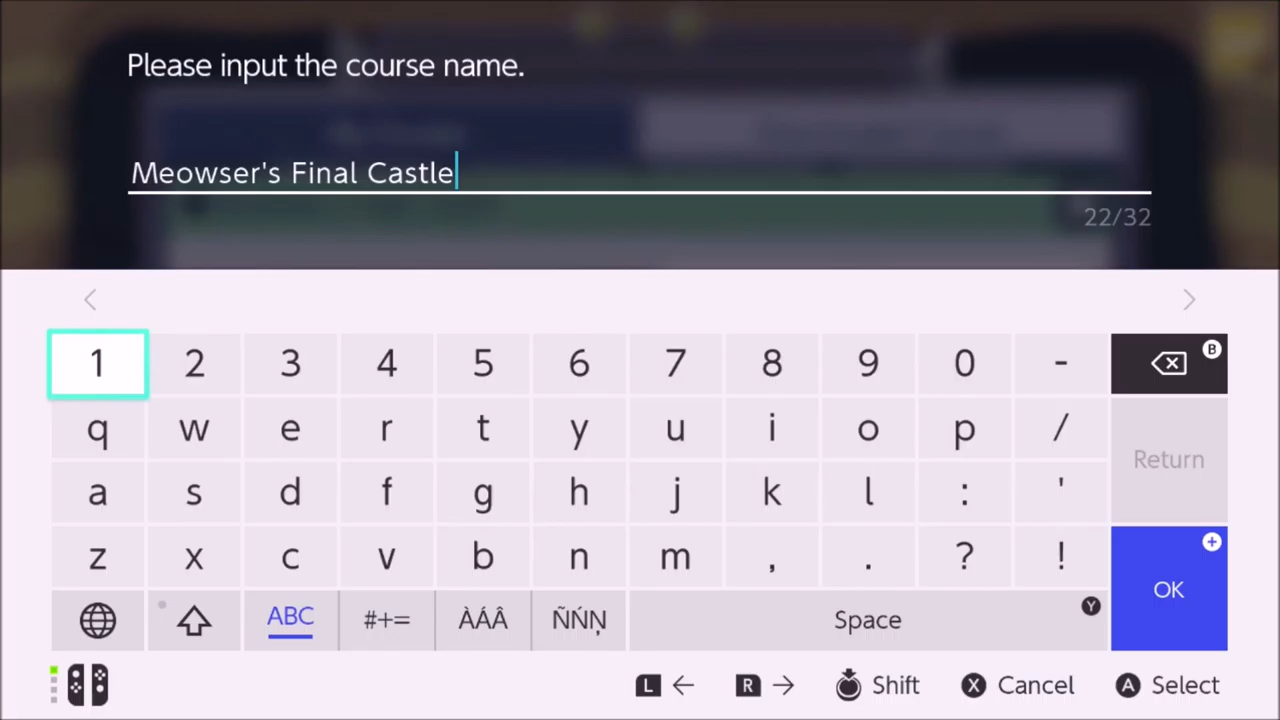 Please input the course name.
Meowser's Final Castle
22/32
1 2 3 4 5 6 7 8 9 0 - B
q w e r t y u i o p / Return
a s d f g h j k l : '
z x c v b n m , . ? ! + OK
ABC #+= ÀÁÂ ÑŃŅ Space Y
L ← R → Shift X Cancel A Select